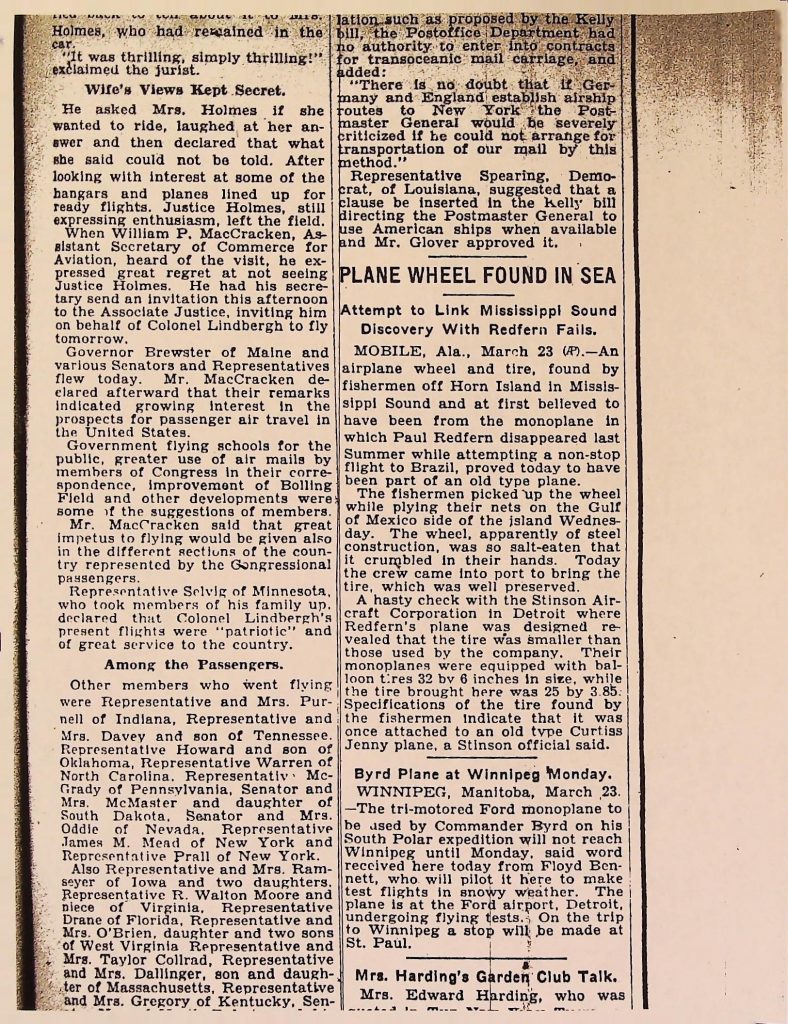 Holmes, who had remained in the
car.
"It was thrilling, simply thrilling!"
exclaimed the jurist.
Wife's Views Kept Secret.
He asked Mrs. Holmes if she
wanted to ride, laughed at her an-
swer and then declared that what
she said could not be told. After
looking with interest at some of the
hangars and planes lined up for
ready flights. Justice Holmes, still
expressing enthusiasm, left the field.
When William P. MacCracken, As-
sistant Secretary of Commerce for
Aviation, heard of the visit, he ex-
pressed great regret at not seeing
Justice Holmes. He had his secre-
tary send an invitation this afternoon
to the Associate Justice, inviting him
on behalf of Colonel Lindbergh to fly
tomorrow.
Governor Brewster of Maine and
various Senators and Representatives
flew today. Mr. MacCracken de-
clared afterward that their remarks
indicated growing interest in the
prospects for passenger air travel in
the United States.
Government flying schools for the
public, greater use of air mails by
members of Congress in their corre-
spondence, improvement of Bolling
Field and other developments were
some of the suggestions of members.
Mr. MacCracken said that great
impetus to flying would be given also
in the different sections of the coun-
try represented by the Congressional
passengers.
Representative Selvig of Minnesota,
who took members of his family up,
declared that Colonel Lindbergh's
present flights were "patriotic" and
of great service to the country.
Among the Passengers.
Other members who went flying
were Representative and Mrs. Pur-
nell of Indiana, Representative and
Mrs. Davey and son of Tennessee,
Representative Howard and son of
Oklahoma, Representative Warren of
North Carolina, Representative Mc-
Grady of Pennsylvania, Senator and
Mrs. McMaster and daughter of
South Dakota, Senator and Mrs.
Oddie of Nevada, Representative
James M. Mead of New York and
Representative Prall of New York.
Also Representative and Mrs. Ram-
seyer of Iowa and two daughters,
Representative R. Walton Moore and
niece of Virginia, Representative
Drane of Florida, Representative and
Mrs. O'Brien, daughter and two sons
of West Virginia Representative and
Mrs. Taylor Collrad, Representative
and Mrs. Dallinger, son and daugh-
ter of Massachusetts, Representative
and Mrs. Gregory of Kentucky, Sen-
lation such as proposed by the Kelly
bill, the Postoffice Department had
no authority to enter into contracts
for transoceanic mail carriage, and
added:
"There is no doubt that if Ger-
many and England establish airship
routes to New York the Post-
master General would be severely
criticized if he could not arrange for
transportation of our mail by this
method."
Representative Spearing, Demo-
crat, of Louisiana, suggested that a
clause be inserted in the Kelly bill
directing the Postmaster General to
use American ships when available
and Mr. Glover approved it.
PLANE WHEEL FOUND IN SEA
Attempt to Link Mississippi Sound
Discovery With Redfern Fails.
MOBILE, Ala., March 23 (AP).—An
airplane wheel and tire, found by
fishermen off Horn Island in Missis-
sippi Sound and at first believed to
have been from the monoplane in
which Paul Redfern disappeared last
Summer while attempting a non-stop
flight to Brazil, proved today to have
been part of an old type plane.
The fishermen picked up the wheel
while plying their nets on the Gulf
of Mexico side of the island Wednes-
day. The wheel, apparently of steel
construction, was so salt-eaten that
it crumbled in their hands. Today
the crew came into port to bring the
tire, which was well preserved.
A hasty check with the Stinson Air-
craft Corporation in Detroit where
Redfern's plane was designed re-
vealed that the tire was smaller than
those used by the company. Their
monoplanes were equipped with bal-
loon tires 32 by 6 inches in size, while
the tire brought here was 25 by 3.85.
Specifications of the tire found by
the fishermen indicate that it was
once attached to an old type Curtiss
Jenny plane, a Stinson official said.
Byrd Plane at Winnipeg Monday.
WINNIPEG, Manitoba, March 23.
—The tri-motored Ford monoplane to
be used by Commander Byrd on his
South Polar expedition will not reach
Winnipeg until Monday, said word
received here today from Floyd Ben-
nett, who will pilot it here to make
test flights in snowy weather. The
plane is at the Ford airport, Detroit,
undergoing flying tests. On the trip
to Winnipeg a stop will be made at
St. Paul.
Mrs. Harding's Garden Club Talk.
Mrs. Edward Harding, who was